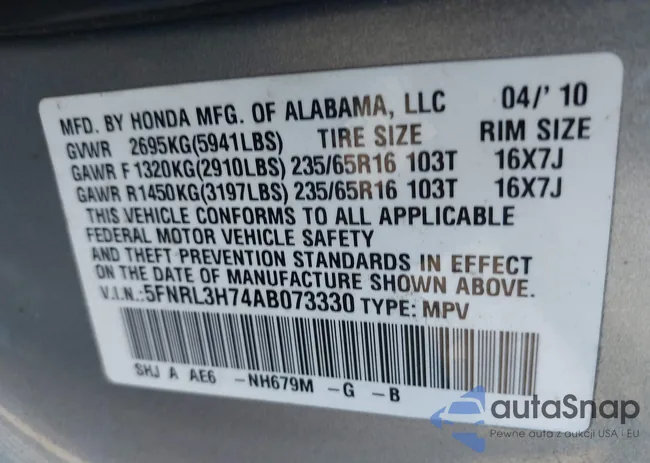 MFD. BY HONDA MFG. OF ALABAMA, LLC 04/' 10
GVWR 2695KG(5941LBS) TIRE SIZE RIM SIZE
GAWR F 1320KG(2910LBS) 235/65R16 103T 16X7J
GAWR R1450KG(3197LBS) 235/65R16 103T 16X7J
THIS VEHICLE CONFORMS TO ALL APPLICABLE
FEDERAL MOTOR VEHICLE SAFETY
AND THEFT PREVENTION STANDARDS IN EFFECT
ON THE DATE OF MANUFACTURE SHOWN ABOVE.
V.I.N.:5FNRL3H74AB073330 TYPE: MPV
SHJ A AE6 -NH679M -G -B
autaSnap
Pewne auta z aukcji USA i EU